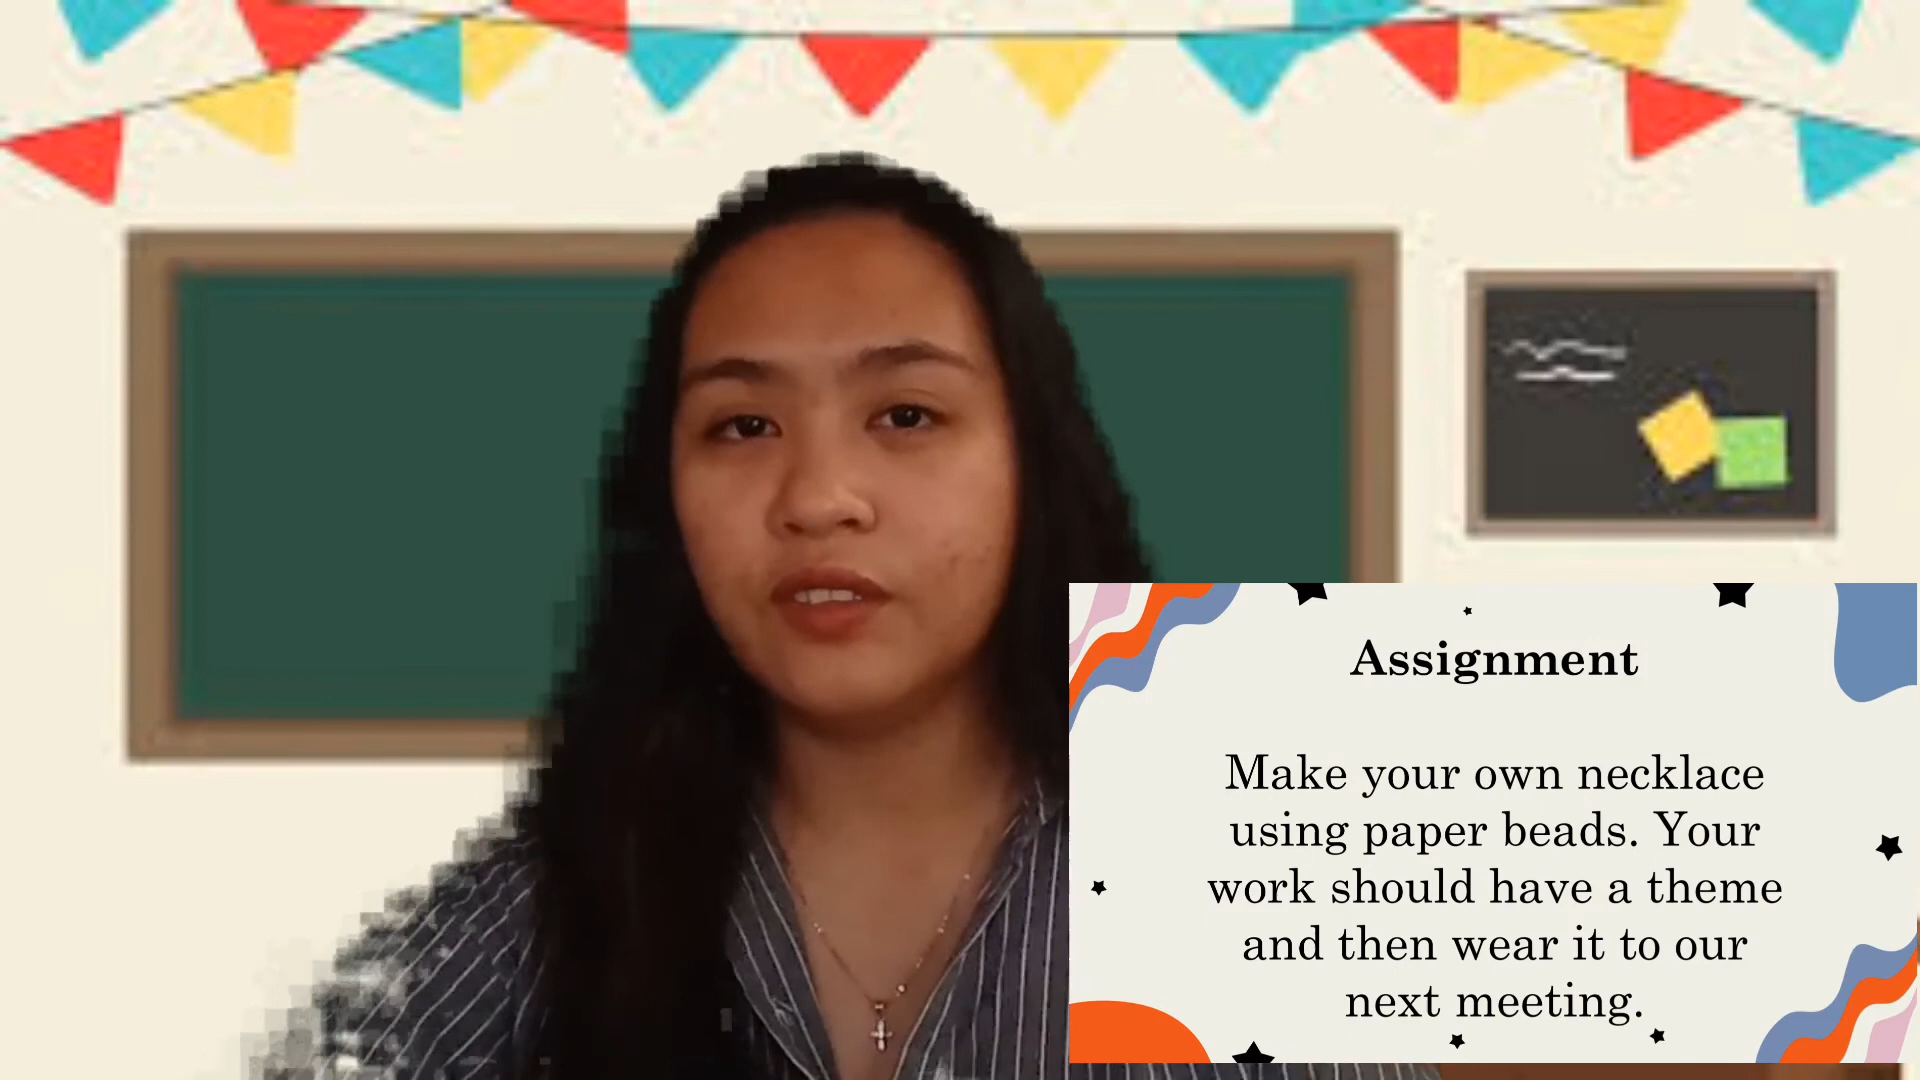 Assignment
Make your own necklace
using paper beads. Your
work should have a theme
and then wear it to our
next meeting.